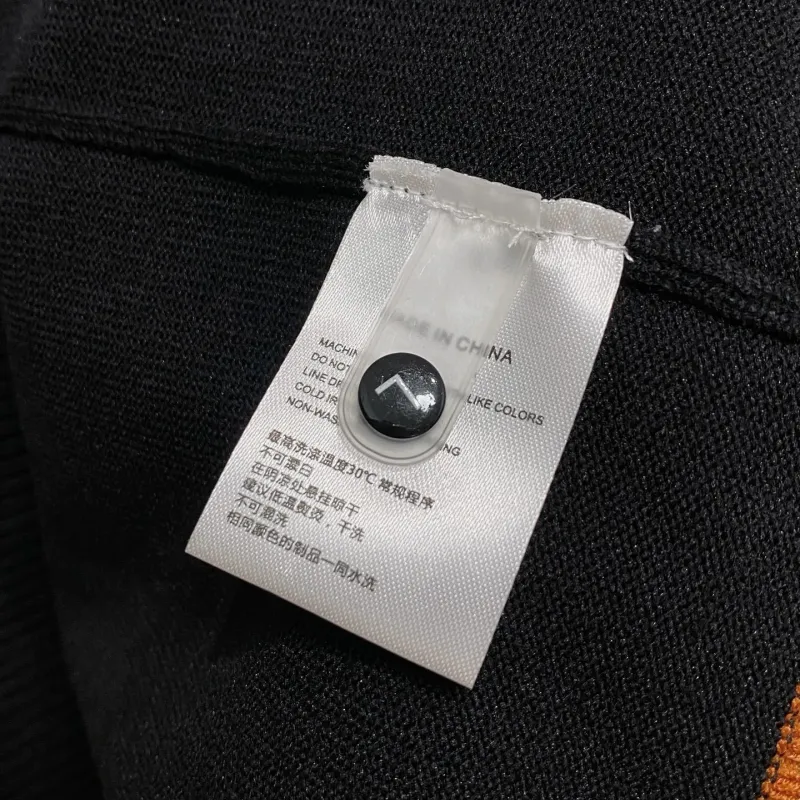 MADE IN CHINA
MACHIN
DO NOT LIKE COLORS
LINE DR
COLD IR
NON-WAS ING
最高洗涤温度30℃ 常规程序
不可漂白
在阴凉处悬挂晾干
建议低温熨烫，干洗
不可混洗
相同颜色的制品一同水洗